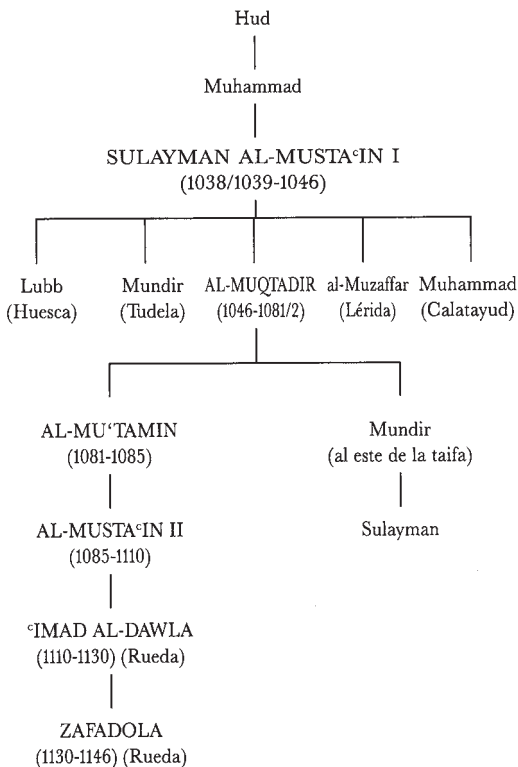 Hud
Muhammad
SULAYMAN AL-MUSTAᶜIN I
(1038/1039-1046)
Lubb
(Huesca)
Mundir
(Tudela)
AL-MUQTADIR
(1046-1081/2)
al-Muzaffar
(Lérida)
Muhammad
(Calatayud)
AL-MU‘TAMIN
(1081-1085)
Mundir
(al este de la taifa)
AL-MUSTAᶜIN II
(1085-1110)
Sulayman
ᶜIMAD AL-DAWLA
(1110-1130) (Rueda)
ZAFADOLA
(1130-1146) (Rueda)